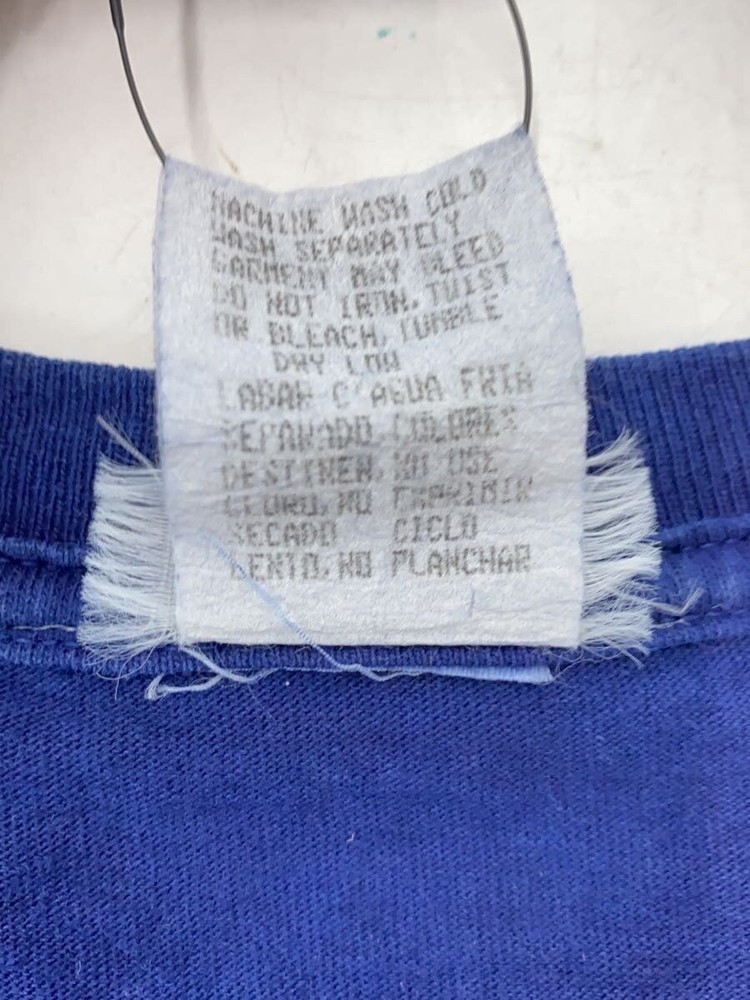 MACHINE WASH COLD
WASH SEPARATELY
GARMENT MAY BLEED
DO NOT IRON, TWIST
OR BLEACH, TUMBLE
DRY LOW
LABAR C'AGUA FRIA
SEPARADO, COLORES
DESTINEN, NO USE
CLORO, NO EXPRIMIR
SECADO CICLO
LENTO, NO PLANCHAR